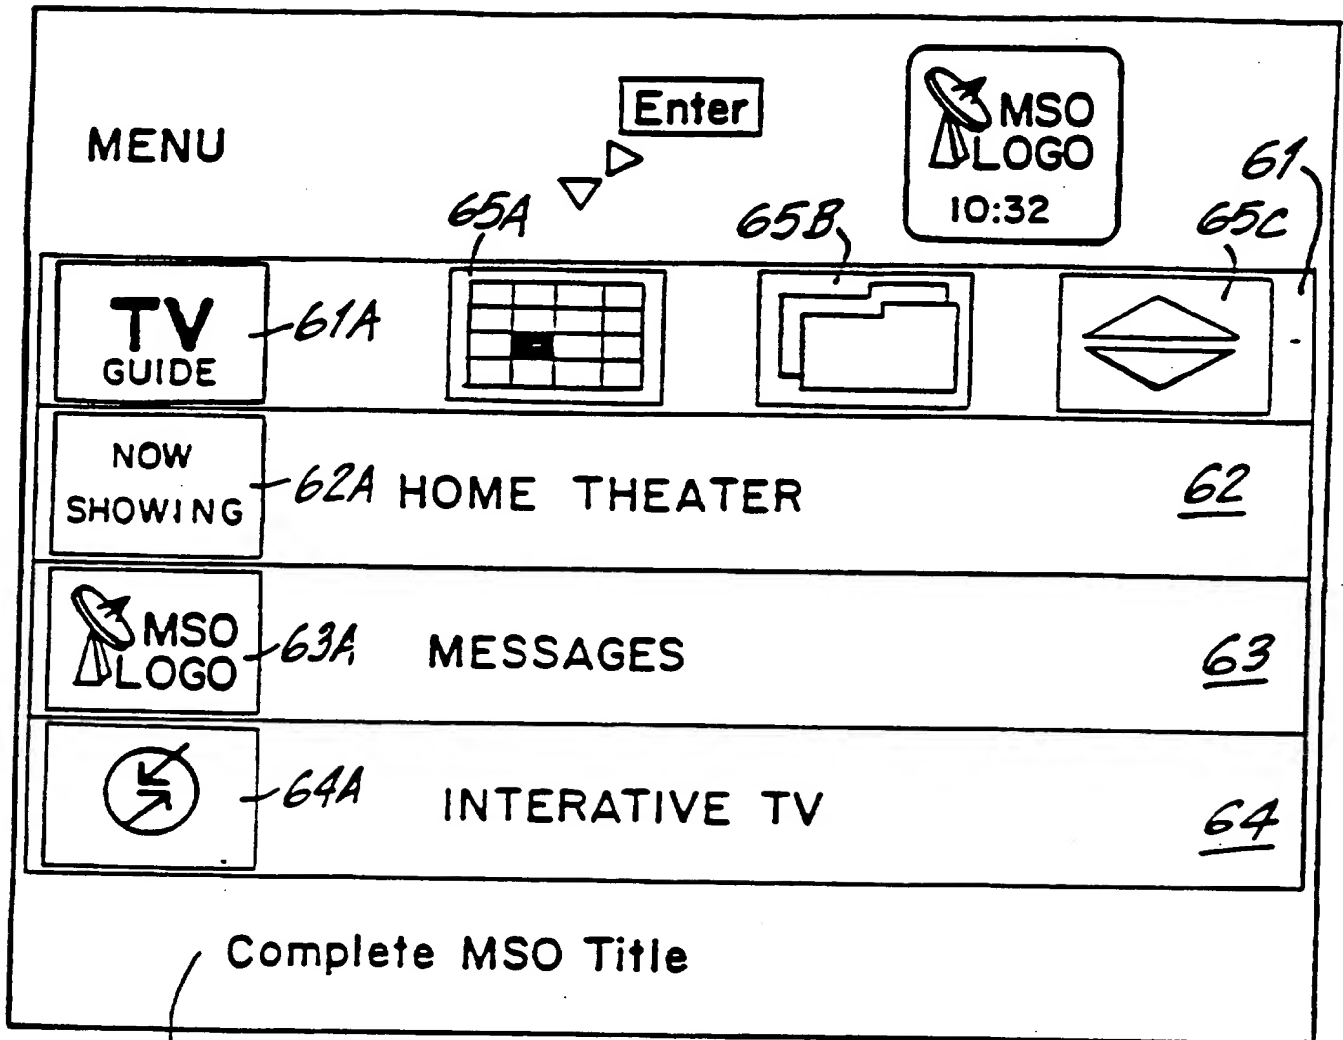 Enter
MENU
MSO
LOGO
10:32
61
65A
65B
65C
TV
GUIDE
61A
NOW
SHOWING
62A
HOME THEATER
62
MSO
LOGO
63A
MESSAGES
63
64A
INTERATIVE TV
64
Complete MSO Title